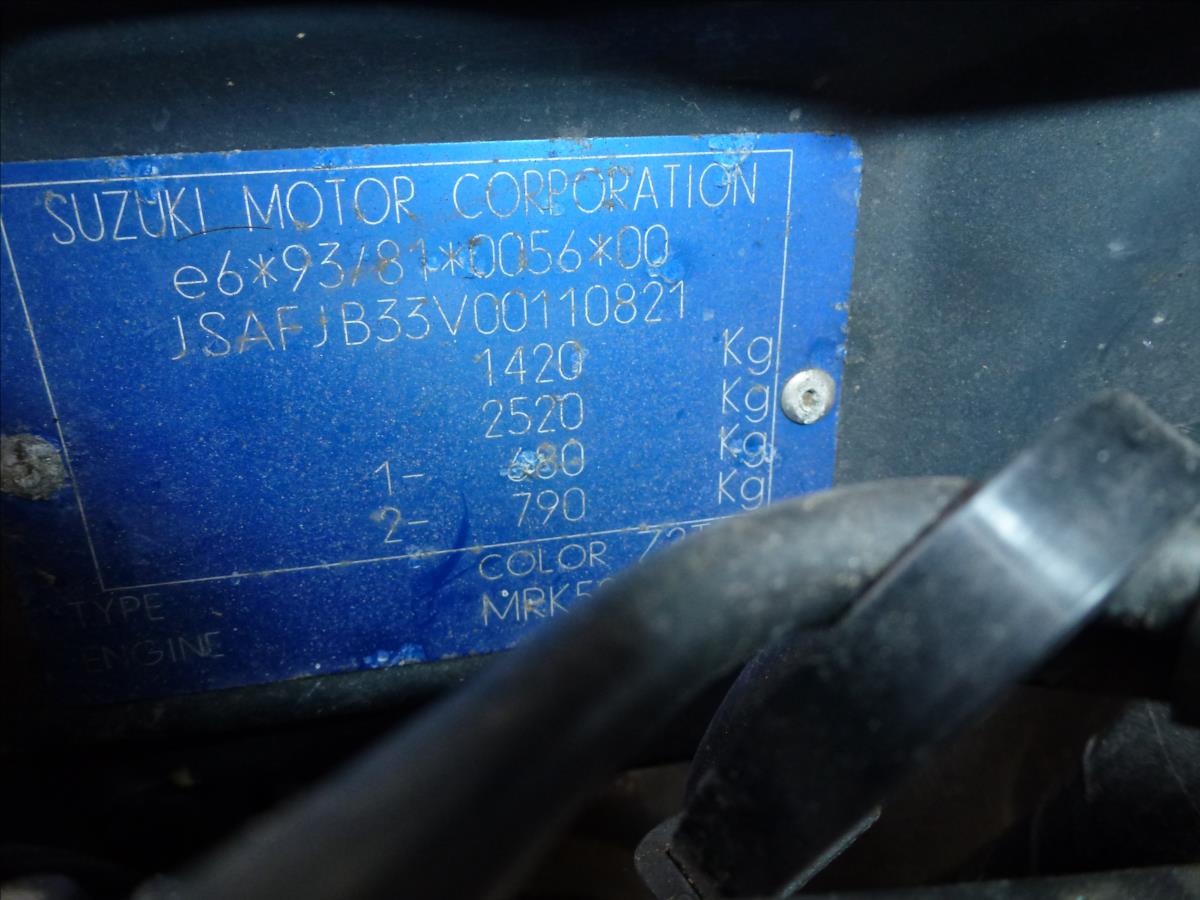 SUZUKI MOTOR CORPORATION
e6*93/81*0056*00
JSAFJB33V00110821
1420 Kg
2520 Kg
1- 680 Kg
2- 790 Kg
COLOR
TYPE
ENGINE